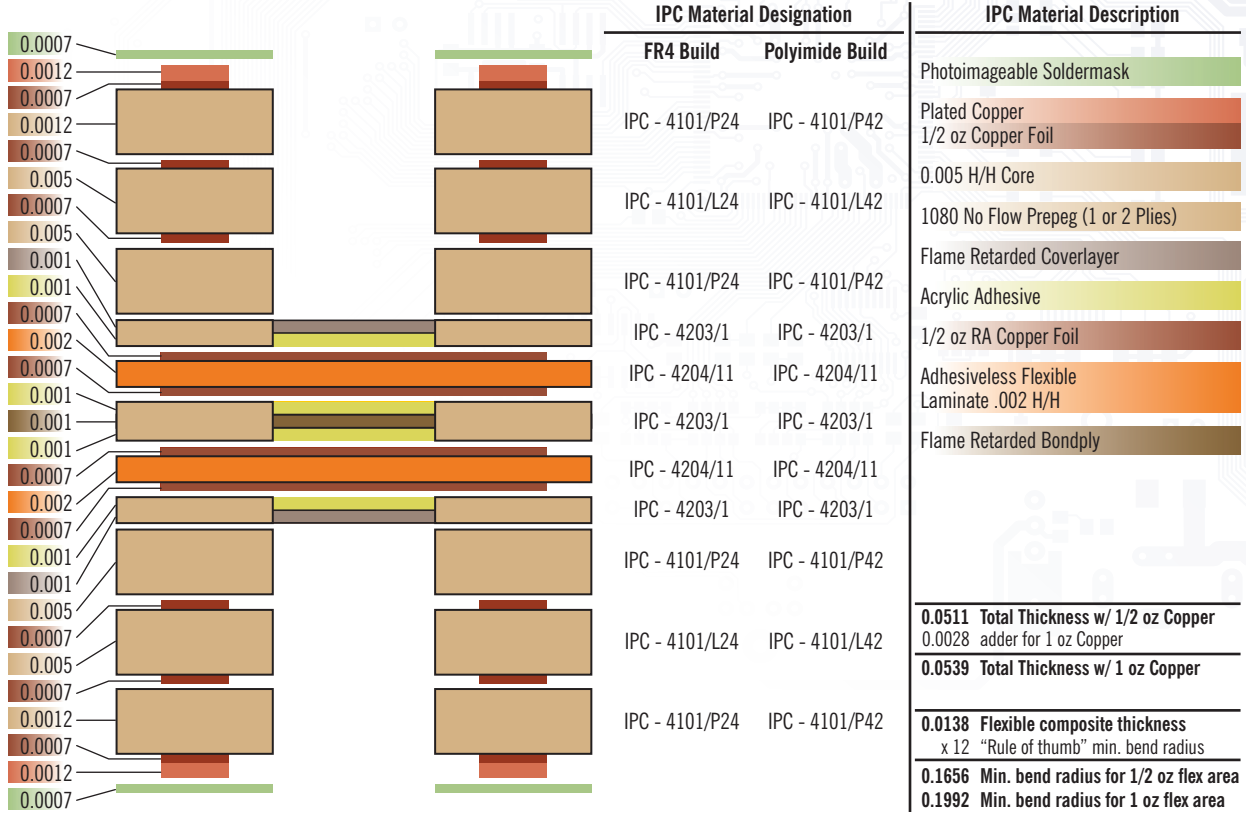 IPC Material Designation
FR4 Build Polyimide Build
IPC Material Description
0.0007
0.0012
0.0007
0.0012
0.0007
0.005
0.0007
0.005
0.001
0.001
0.0007
0.002
0.0007
0.001
0.001
0.001
0.0007
0.002
0.0007
0.001
0.001
0.005
0.0007
0.005
0.0007
0.0012
0.0007
0.0012
0.0007
IPC - 4101/P24 IPC - 4101/P42
IPC - 4101/L24 IPC - 4101/L42
IPC - 4101/P24 IPC - 4101/P42
IPC - 4203/1 IPC - 4203/1
IPC - 4204/11 IPC - 4204/11
IPC - 4203/1 IPC - 4203/1
IPC - 4204/11 IPC - 4204/11
IPC - 4203/1 IPC - 4203/1
IPC - 4101/P24 IPC - 4101/P42
IPC - 4101/L24 IPC - 4101/L42
IPC - 4101/P24 IPC - 4101/P42
Photoimageable Soldermask
Plated Copper
1/2 oz Copper Foil
0.005 H/H Core
1080 No Flow Prepeg (1 or 2 Plies)
Flame Retarded Coverlayer
Acrylic Adhesive
1/2 oz RA Copper Foil
Adhesiveless Flexible
Laminate .002 H/H
Flame Retarded Bondply
0.0511 Total Thickness w/ 1/2 oz Copper
0.0028 adder for 1 oz Copper
0.0539 Total Thickness w/ 1 oz Copper
0.0138 Flexible composite thickness
x 12 “Rule of thumb” min. bend radius
0.1656 Min. bend radius for 1/2 oz flex area
0.1992 Min. bend radius for 1 oz flex area